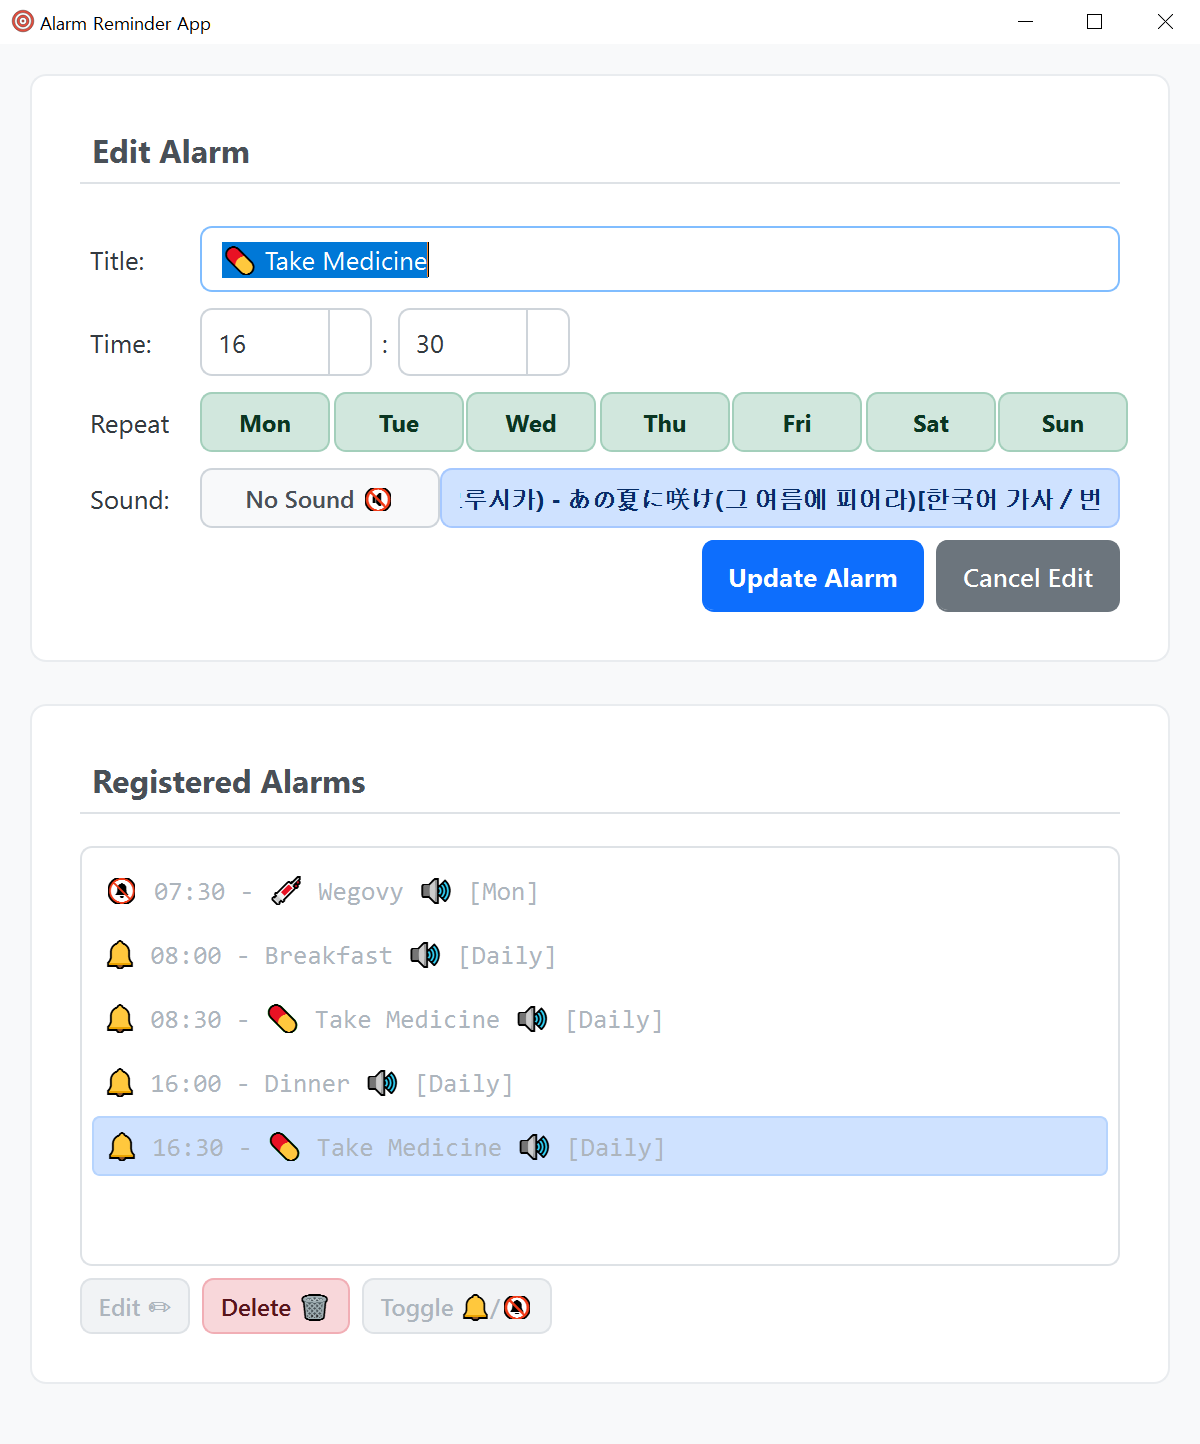 Alarm Reminder App
Edit Alarm
Title: 💊 Take Medicine
Time: 16 : 30
Repeat Mon Tue Wed Thu Fri Sat Sun
Sound: No Sound 🔇 루시카) - あの夏に咲け(그 여름에 피어라)[한국어 가사 / 번
Update Alarm Cancel Edit
Registered Alarms
🔕 07:30 - 💉 Wegovy 🔊 [Mon]
🔔 08:00 - Breakfast 🔊 [Daily]
🔔 08:30 - 💊 Take Medicine 🔊 [Daily]
🔔 16:00 - Dinner 🔊 [Daily]
🔔 16:30 - 💊 Take Medicine 🔊 [Daily]
Edit ✏ Delete 🗑 Toggle 🔔/🔕